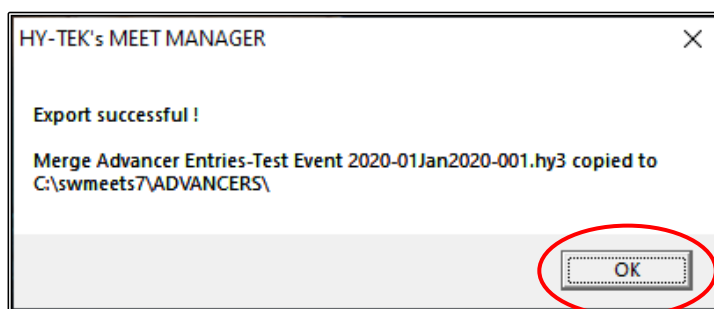 HY-TEK's MEET MANAGER
Export successful !
Merge Advancer Entries-Test Event 2020-01Jan2020-001.hy3 copied to
C:\swmeets7\ADVANCERS\
OK